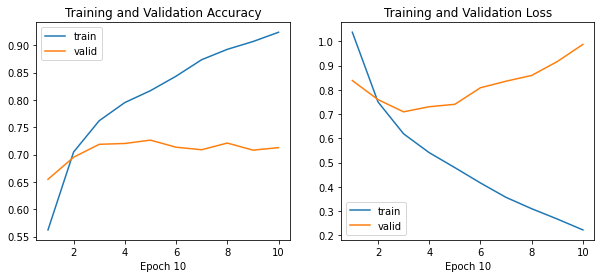 Training and Validation Accuracy
train
valid
0.90
0.85
0.80
0.75
0.70
0.65
0.60
0.55
2 4 6 8 10
Epoch 10
Training and Validation Loss
1.0
0.9
0.8
0.7
0.6
0.5
0.4
0.3
0.2
train
valid
2 4 6 8 10
Epoch 10